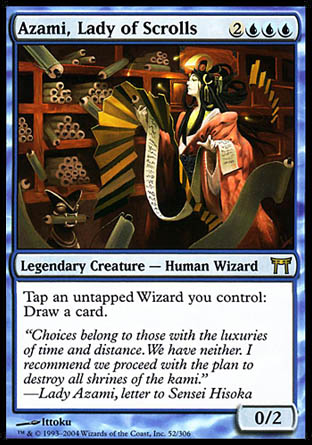 Azami, Lady of Scrolls 2
Legendary Creature — Human Wizard
Tap an untapped Wizard you control:
Draw a card.
“Choices belong to those with the luxuries
of time and distance. We have neither. I
recommend we proceed with the plan to
destroy all shrines of the kami.”
—Lady Azami, letter to Sensei Hisoka
Ittoku
™ & © 1993–2004 Wizards of the Coast, Inc. 52/306
0/2